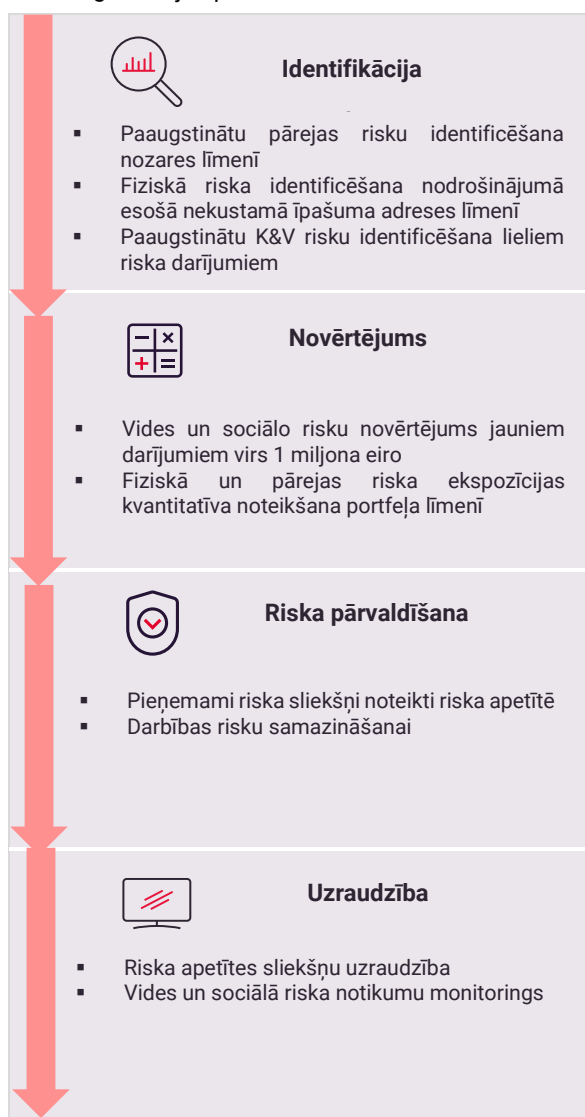 Identifikācija
▪ Paaugstinātu pārejas risku identificēšana
nozares līmenī
▪ Fiziskā riska identificēšana nodrošinājumā
esošā nekustamā īpašuma adreses līmenī
▪ Paaugstinātu K&V risku identificēšana lieliem
riska darījumiem
Novērtējums
▪ Vides un sociālo risku novērtējums jauniem
darījumiem virs 1 miljona eiro
▪ Fiziskā un pārejas riska ekspozīcijas
kvantitatīva noteikšana portfeļa līmenī
Riska pārvaldīšana
▪ Pieņemami riska sliekšņi noteikti riska apetītē
▪ Darbības risku samazināšanai
Uzraudzība
▪ Riska apetītes sliekšņu uzraudzība
▪ Vides un sociālā riska notikumu monitorings